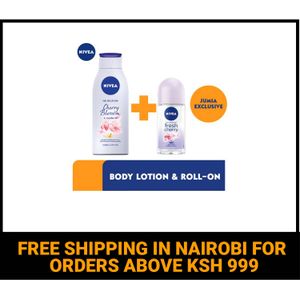 NIVEA
NIVEA
Cherry
Blossom
NIVEA
fresh
cherry
JUMIA
EXCLUSIVE
BODY LOTION & ROLL-ON
FREE SHIPPING IN NAIROBI FOR
ORDERS ABOVE KSH 999